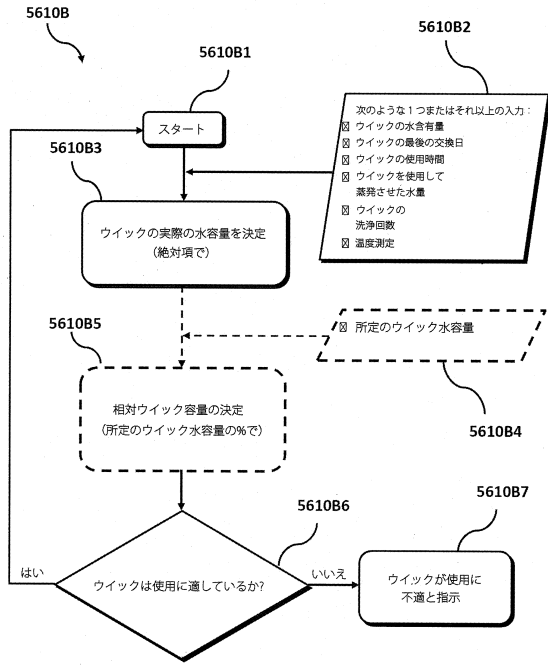 5610B
5610B1
スタート
5610B2
次のような1つまたはそれ以上の入力:
ウイックの水含有量
ウイックの最後の交換日
ウイックの使用時間
ウイックを使用して
蒸発させた水量
ウイックの
洗浄回数
温度測定
5610B3
ウイックの実際の水容量を決定
(絶対項で)
所定のウイック水容量
5610B4
5610B5
相対ウイック容量の決定
(所定のウイック水容量の%で)
5610B6
ウイックは使用に適しているか?
はい
いいえ
5610B7
ウイックが使用に
不適と指示